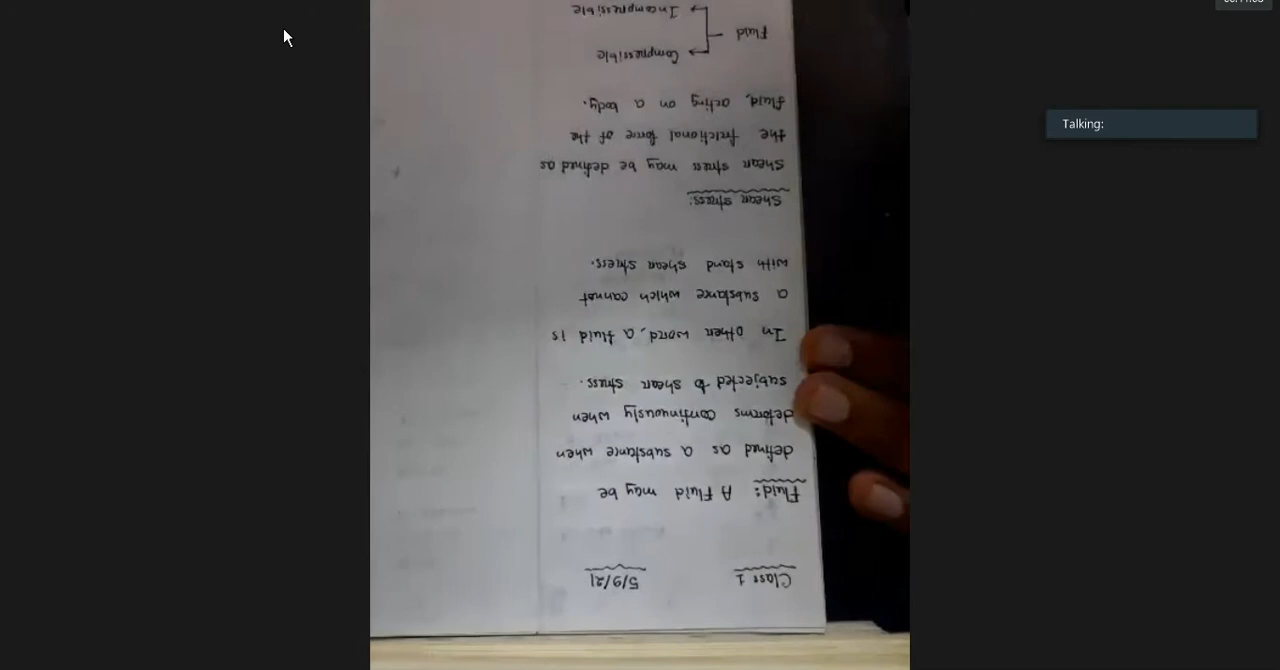 Class 1 5/9/21
Fluid: A Fluid may be
defined as a substance when
deforms continuously when
subjected to shear stress.
In other word, a fluid is
a substance which cannot
with stand shear stress.
Shear stress:
Shear stress may be defined as
the frictional force of the
fluid, acting on a body.
Compressible
Fluid
Incompressible
Talking: